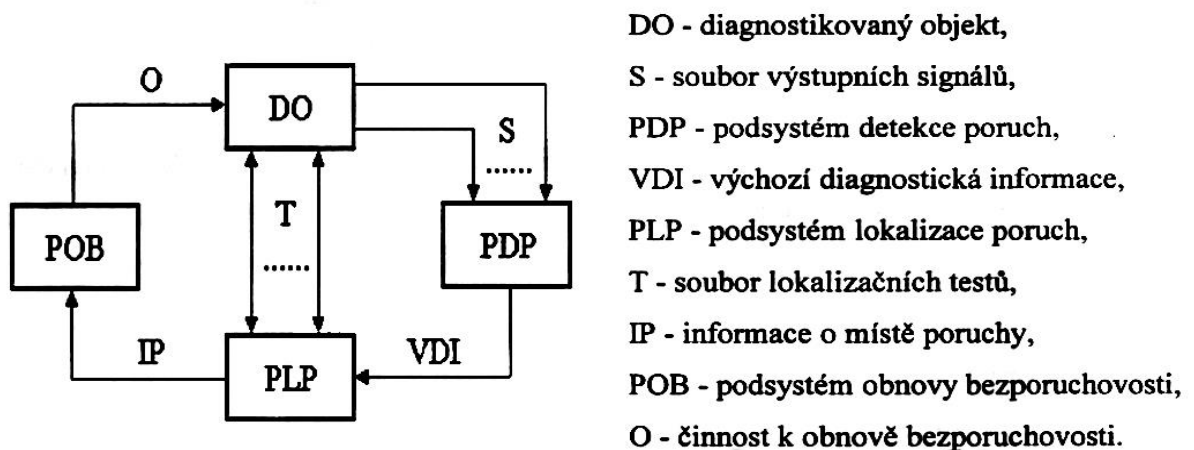 O
DO
S
......
POB
T
......
PDP
IP
PLP
VDI
DO - diagnostikovaný objekt,
S - soubor výstupních signálů,
PDP - podsystém detekce poruch,
VDI - výchozí diagnostická informace,
PLP - podsystém lokalizace poruch,
T - soubor lokalizačních testů,
IP - informace o místě poruchy,
POB - podsystém obnovy bezporuchovosti,
O - činnost k obnově bezporuchovosti.